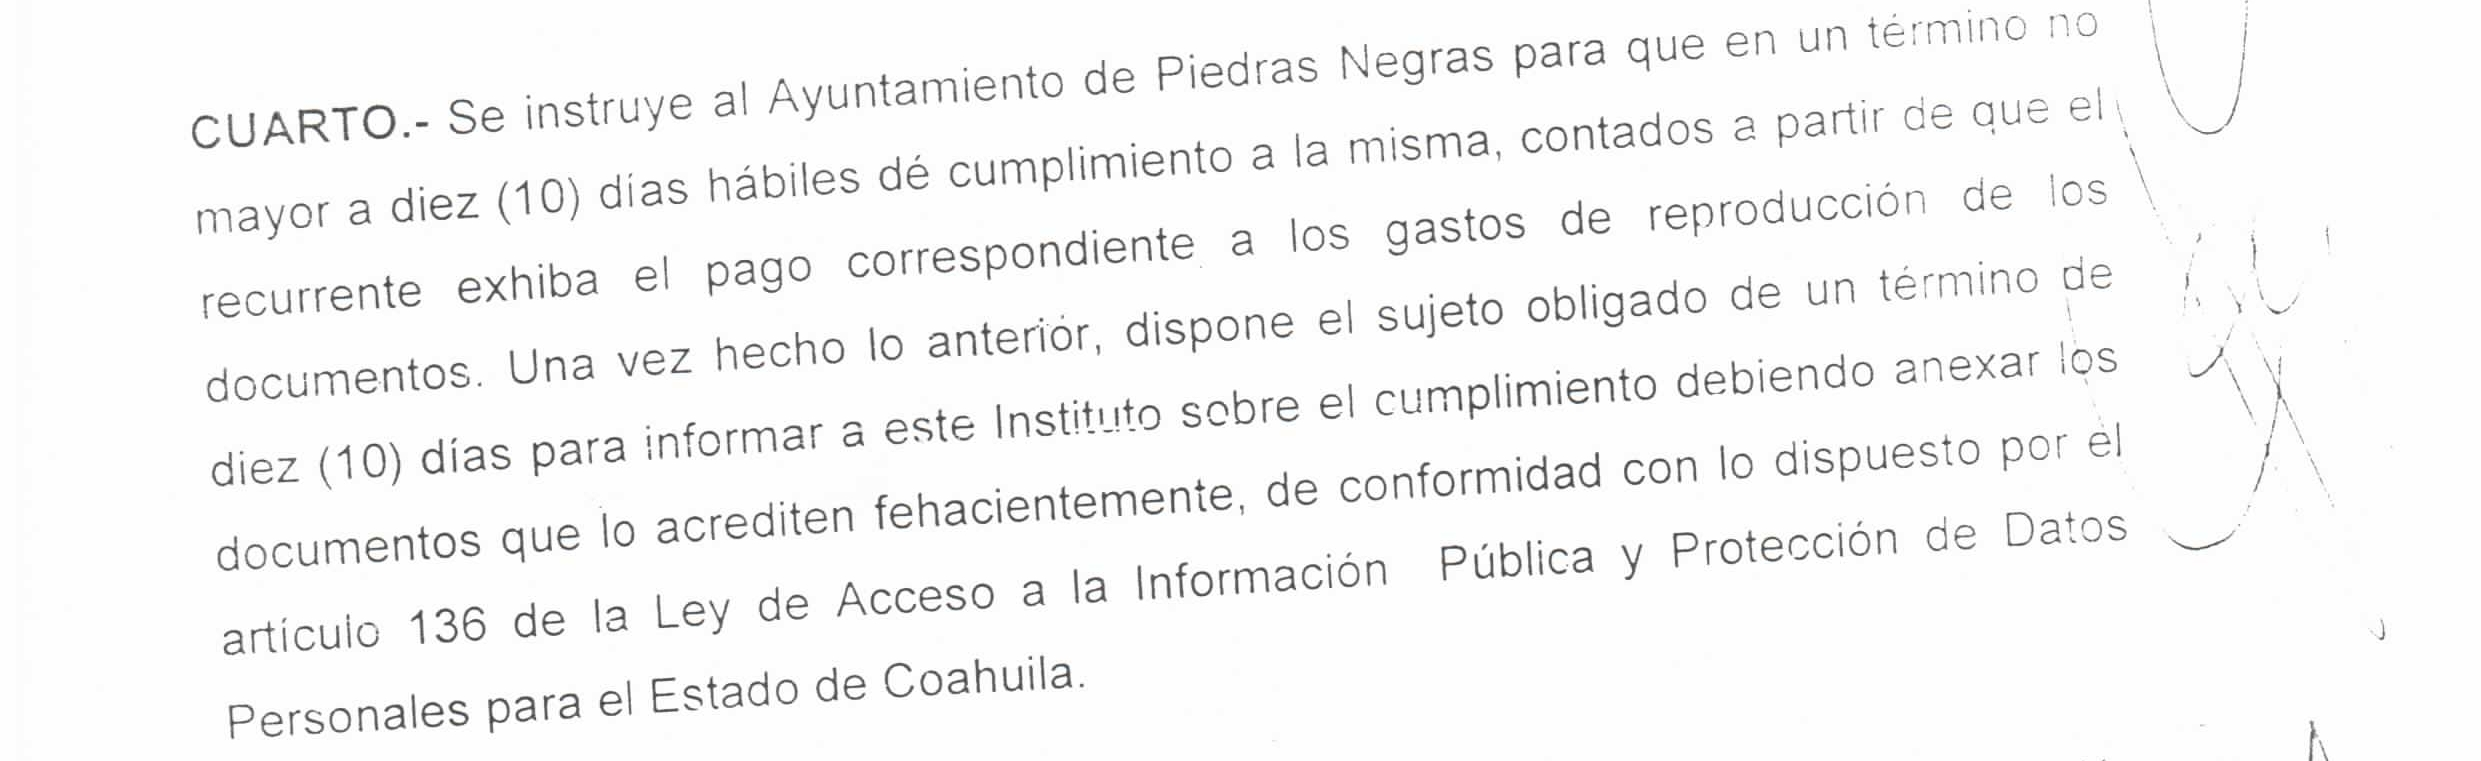 CUARTO.- Se instruye al Ayuntamiento de Piedras Negras para que en un término no
mayor a diez (10) días hábiles dé cumplimiento a la misma, contados a partir de que el
recurrente exhiba el pago correspondiente a los gastos de reproducción de los
documentos. Una vez hecho lo anterior, dispone el sujeto obligado de un término de
diez (10) días para informar a este Instituto sobre el cumplimiento debiendo anexar los
documentos que lo acrediten fehacientemente, de conformidad con lo dispuesto por el
artículo 136 de la Ley de Acceso a la Información Pública y Protección de Datos
Personales para el Estado de Coahuila.